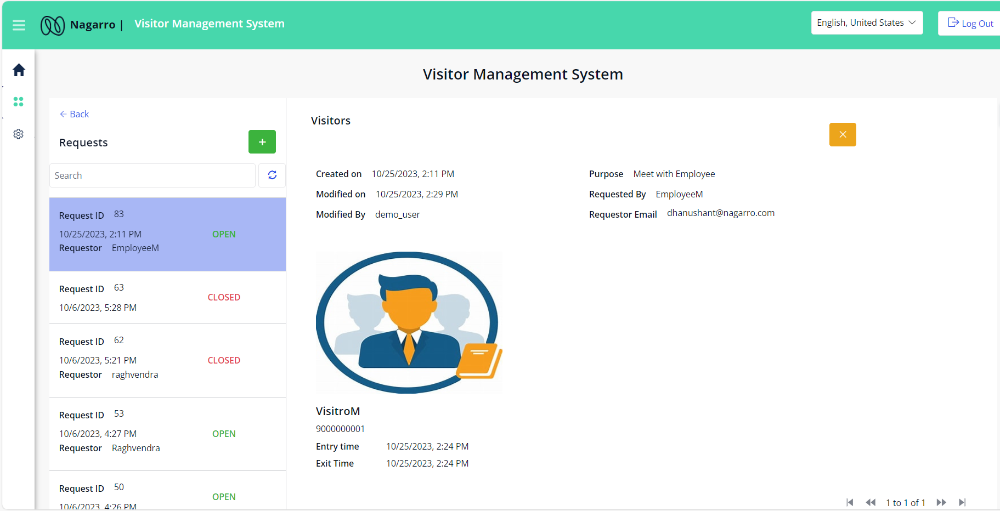 Nagarro | Visitor Management System
English, United States
Log Out
Visitor Management System
Back
Requests
+
Search
Request ID 83
10/25/2023, 2:11 PM OPEN
Requestor EmployeeM
Request ID 63
CLOSED
10/6/2023, 5:28 PM
Request ID 62
10/6/2023, 5:21 PM CLOSED
Requestor raghvendra
Request ID 53
10/6/2023, 4:27 PM OPEN
Requestor Raghvendra
Request ID 50
OPEN
10/6/2023, 4:26 PM
Visitors
Created on 10/25/2023, 2:11 PM
Modified on 10/25/2023, 2:29 PM
Modified By demo_user
Purpose Meet with Employee
Requested By EmployeeM
Requestor Email dhanushant@nagarro.com
VisitroM
9000000001
Entry time 10/25/2023, 2:24 PM
Exit Time 10/25/2023, 2:24 PM
1 to 1 of 1